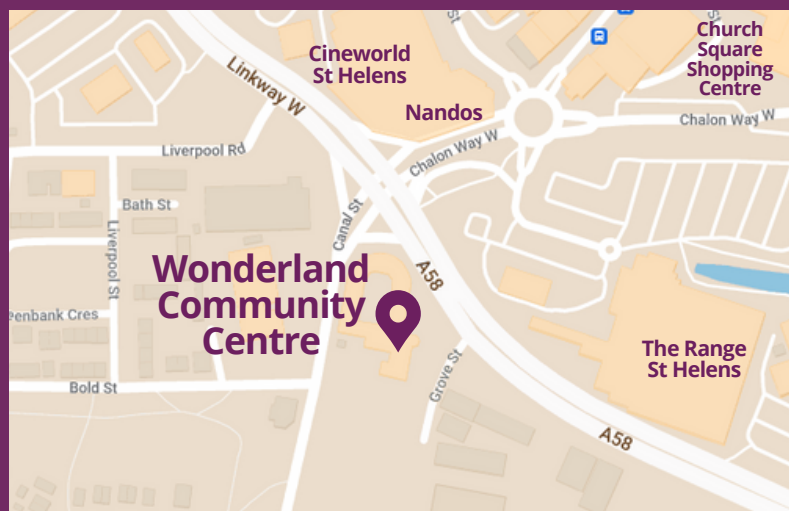 Church
Square
Shopping
Centre
Cineworld
St Helens
Linkway W
Nandos
Chalon Way W
Chalon Way W
Liverpool Rd
Bath St
Canal St
Liverpool St
A58
Wonderland
Community
Centre
enbank Cres
The Range
St Helens
Grove St
Bold St
A58